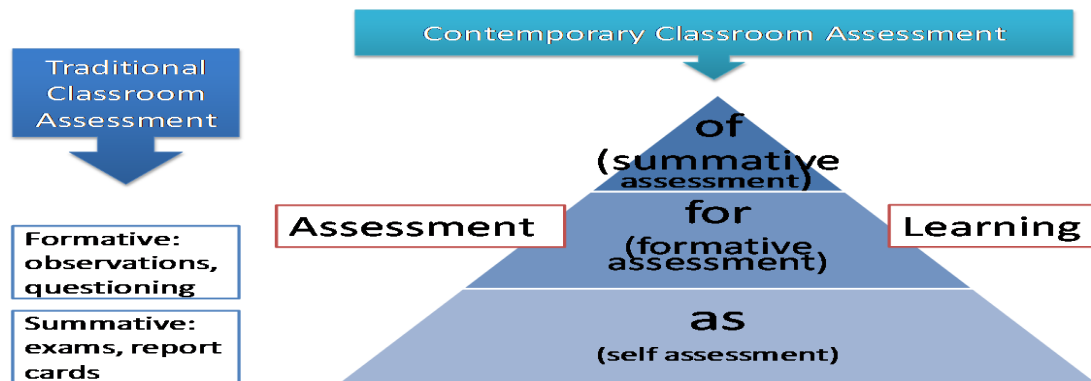 Contemporary Classroom Assessment
Traditional
Classroom
Assessment
Formative:
observations,
questioning
Summative:
exams, report
cards
of
(summative
assessment)
Assessment
for
(formative
assessment)
Learning
as
(self assessment)